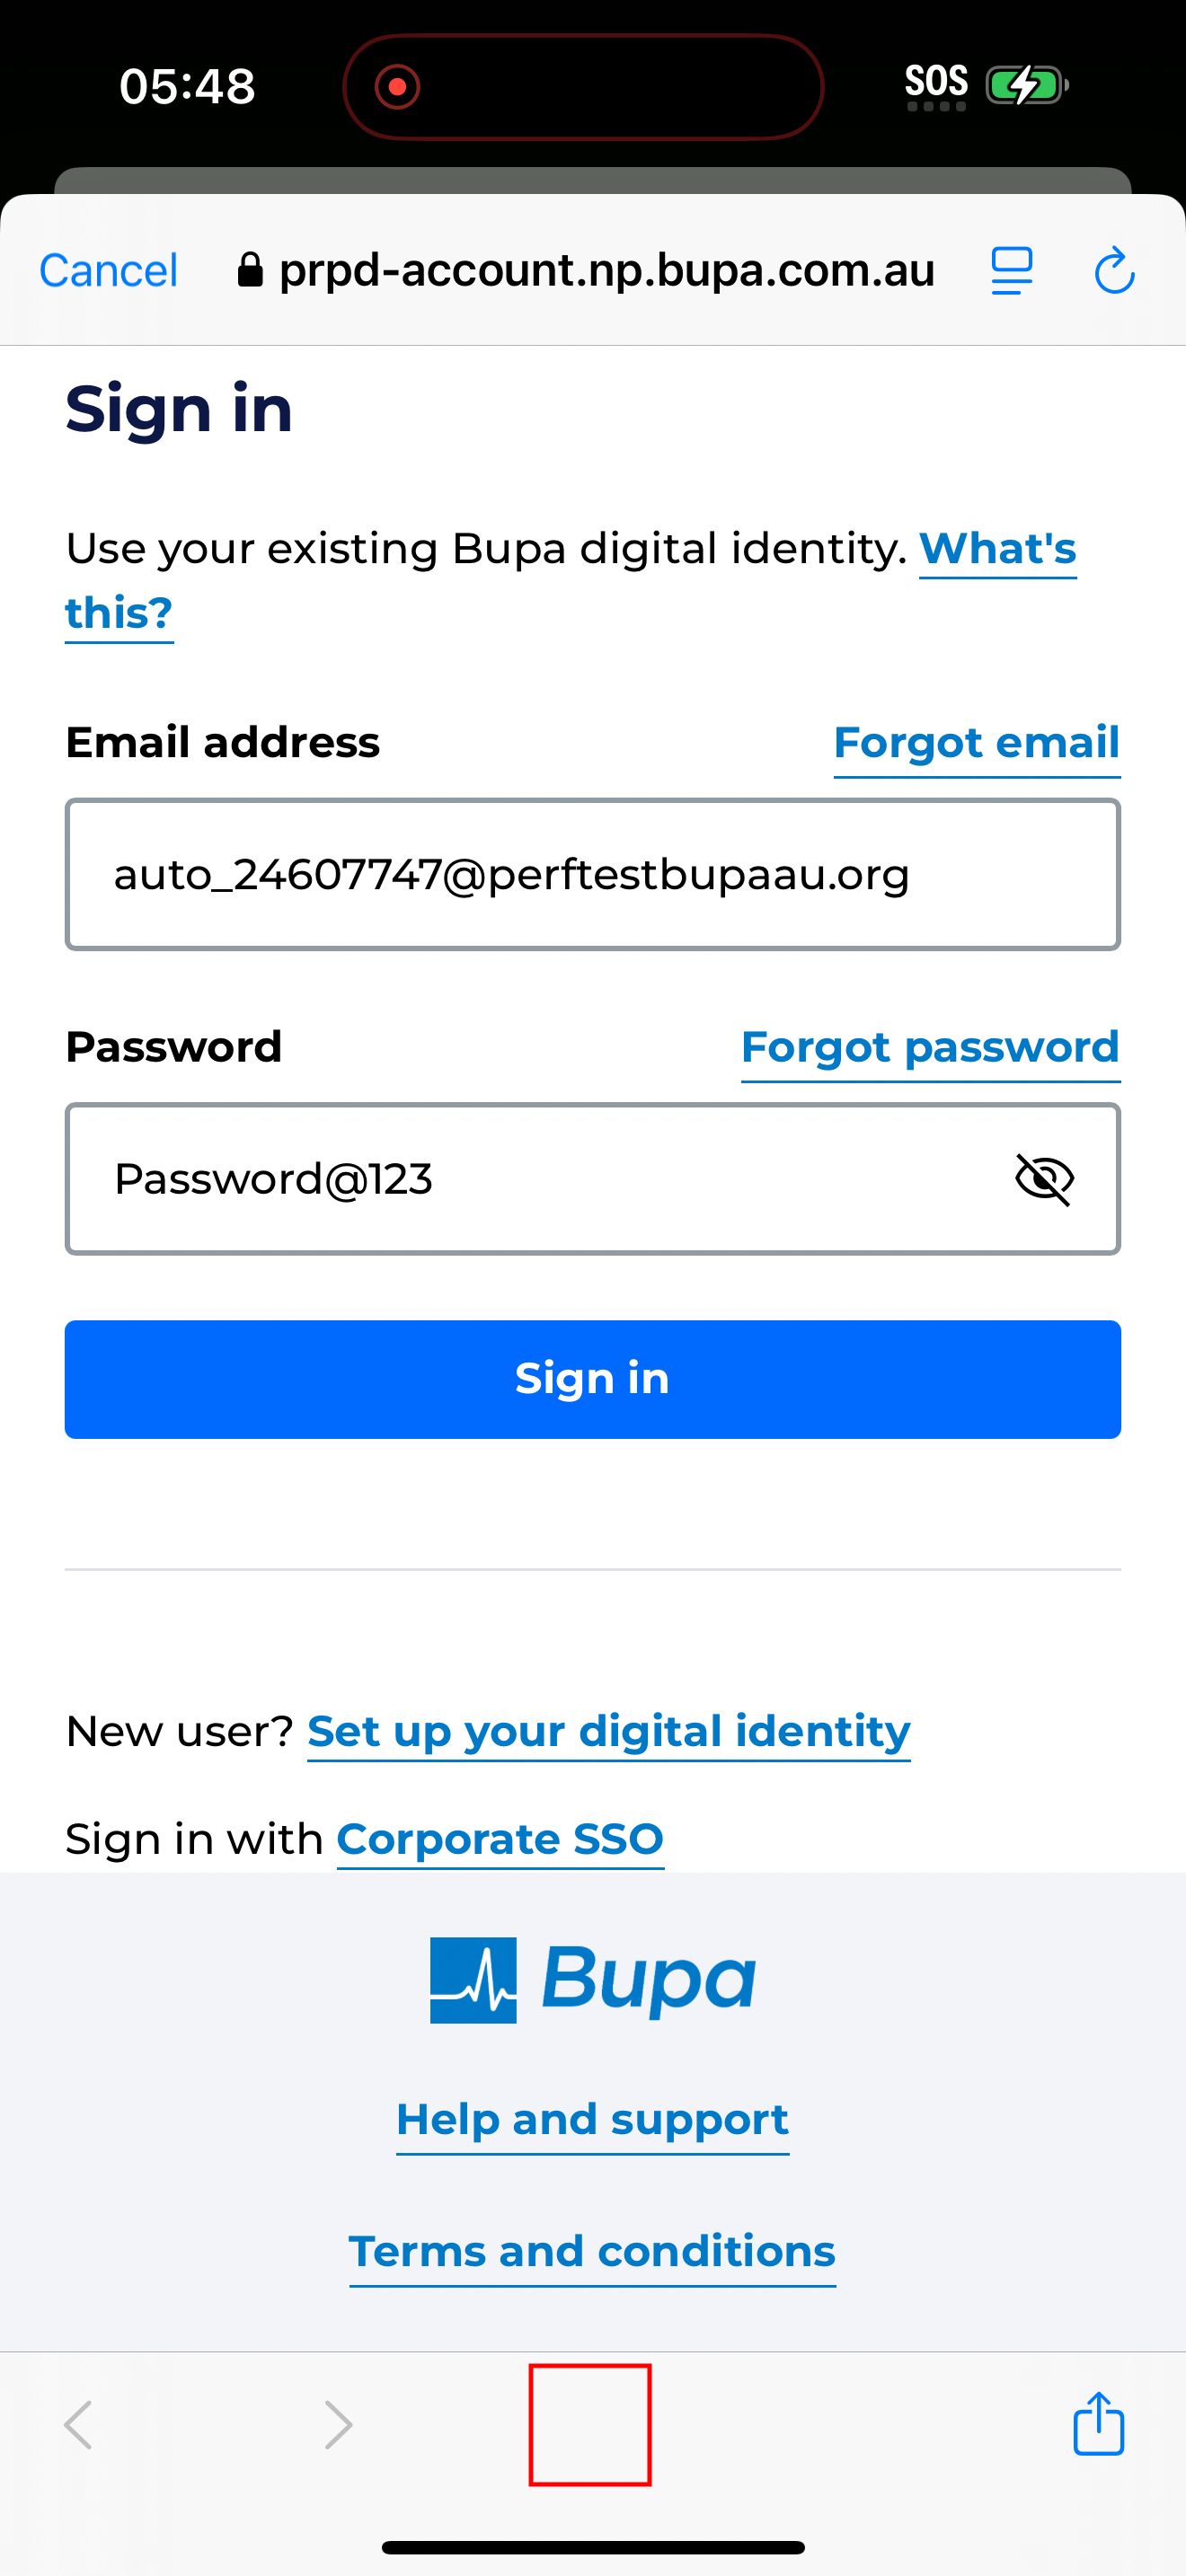 05:48
SOS
Cancel
prpd-account.np.bupa.com.au
Sign in
Use your existing Bupa digital identity. What's
this?
Email address
Forgot email
auto_24607747@perftestbupaau.org
Password
Forgot password
Password@123
Sign in
New user? Set up your digital identity
Sign in with Corporate SSO
Bupa
Help and support
Terms and conditions